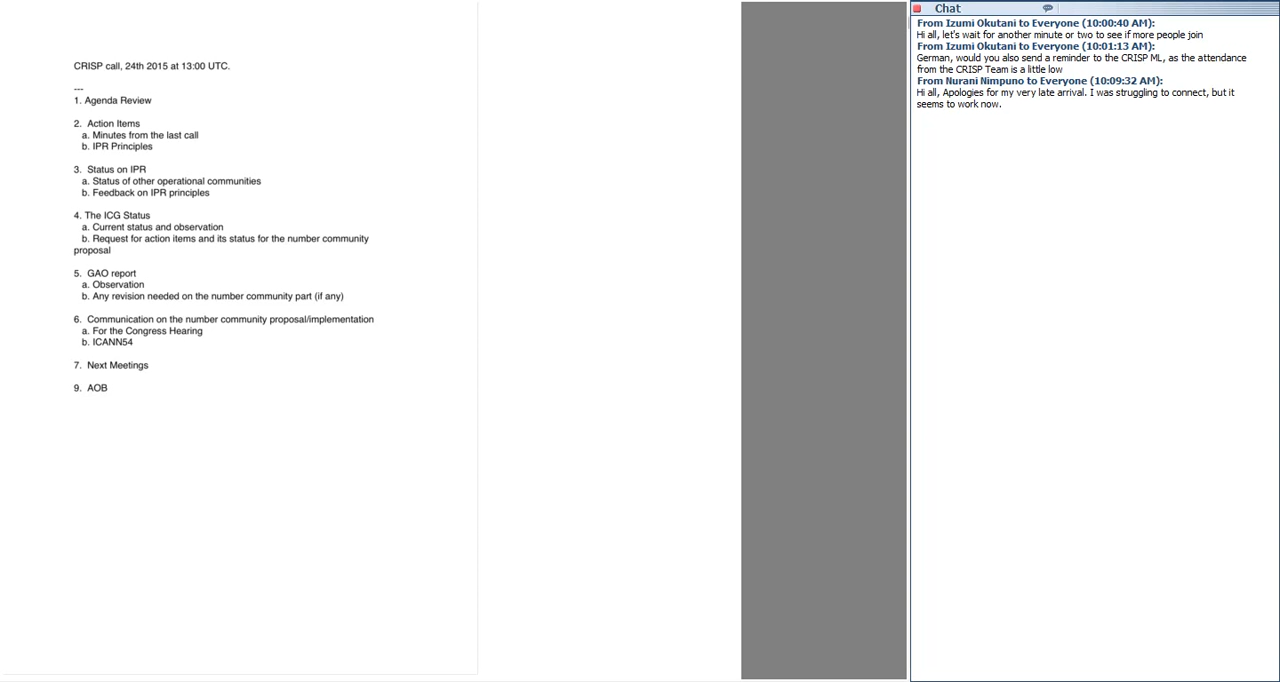 CRISP call, 24th 2015 at 13:00 UTC.
---
1. Agenda Review
2. Action Items
a. Minutes from the last call
b. IPR Principles
3. Status on IPR
a. Status of other operational communities
b. Feedback on IPR principles
4. The ICG Status
a. Current status and observation
b. Request for action items and its status for the number community
proposal
5. GAO report
a. Observation
b. Any revision needed on the number community part (if any)
6. Communication on the number community proposal/implementation
a. For the Congress Hearing
b. ICANN54
7. Next Meetings
9. AOB
Chat
From Izumi Okutani to Everyone (10:00:40 AM):
Hi all, let's wait for another minute or two to see if more people join
From Izumi Okutani to Everyone (10:01:13 AM):
German, would you also send a reminder to the CRISP ML, as the attendance
from the CRISP Team is a little low
From Nurani Nimpuno to Everyone (10:09:32 AM):
Hi all, Apologies for my very late arrival. I was struggling to connect, but it
seems to work now.